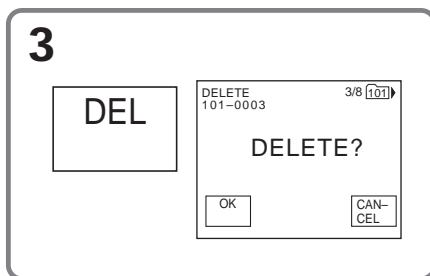 3
DEL
DELETE 3/8 101
101–0003
DELETE?
OK
CAN–
CEL